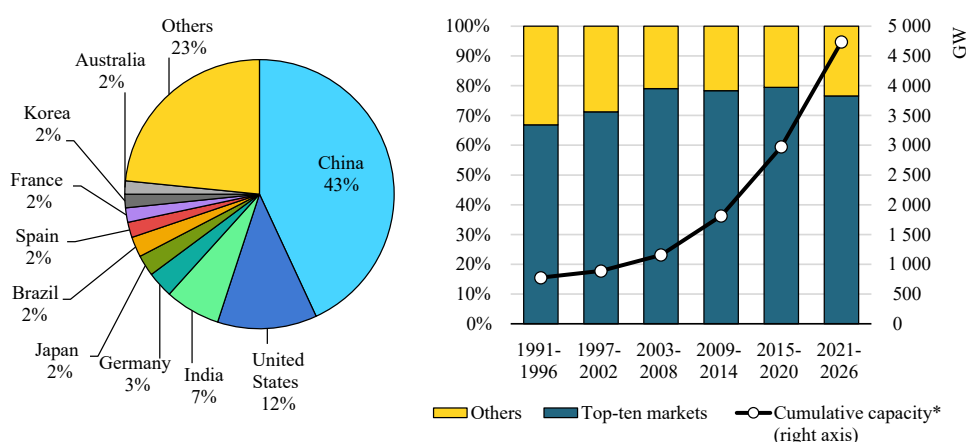 Others
23%
Australia
2%
Korea
2%
France
2%
Spain
2%
Brazil
2%
Japan
2%
Germany
3%
India
7%
United
States
12%
China
43%
100%
90%
80%
70%
60%
50%
40%
30%
20%
10%
0%
5 000
4 500
4 000
3 500
3 000
2 500
2 000
1 500
1 000
500
0
GW
1991-
1996
1997-
2002
2003-
2008
2009-
2014
2015-
2020
2021-
2026
Others
Top-ten markets
Cumulative capacity*
(right axis)